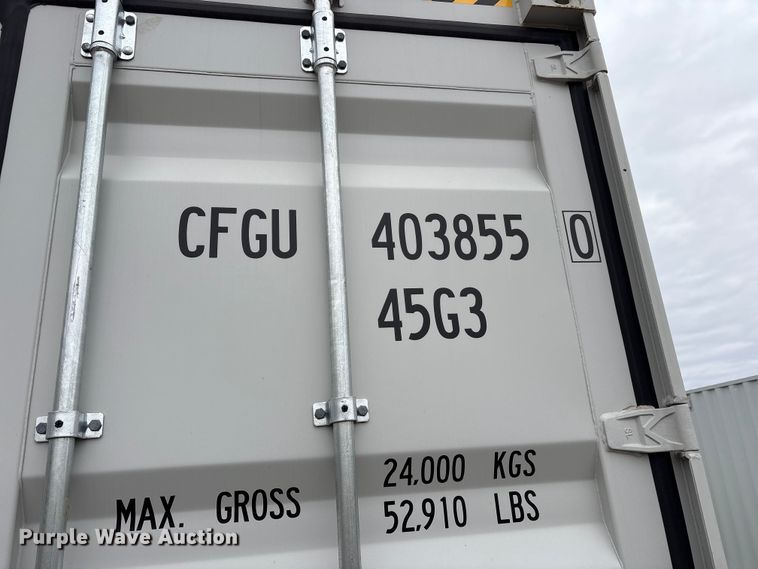 CFGU 403855 0
45G3
MAX. GROSS 24,000 KGS
52,910 LBS
Purple Wave Auction